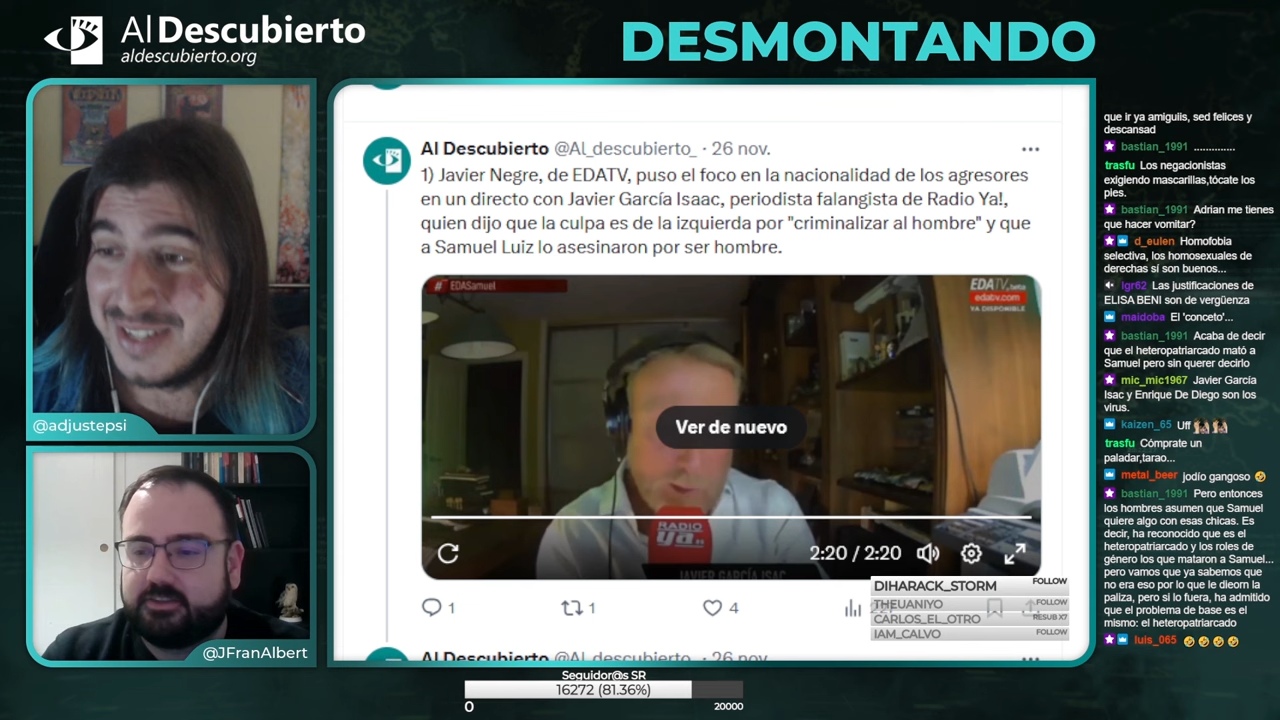 Al Descubierto
aldescubierto.org
DESMONTANDO
@adjustepsi
@JFranAlbert
Al Descubierto @Al_descubierto_ · 26 nov.
1) Javier Negre, de EDATV, puso el foco en la nacionalidad de los agresores
en un directo con Javier García Isaac, periodista falangista de Radio Ya!,
quien dijo que la culpa es de la izquierda por "criminalizar al hombre" y que
a Samuel Luiz lo asesinaron por ser hombre.
# EDASamuel
EDATV.beta
edatv.com
YA DISPONIBLE
Ver de nuevo
RADIO
ya
2:20 / 2:20
JAVIER GARCÍA ISAC
1
1
4
DIHARACK_STORM FOLLOW
THEUANIYO FOLLOW
CARLOS_EL_OTRO RESUB X7
IAM_CALVO FOLLOW
Al Descubierto @Al_descubierto_ · 26 nov.
Seguidor@s SR
16272 (81.36%)
0
20000
que ir ya amiguiis, sed felices y
descansad
bastian_1991 ..............
trasfu Los negacionistas
exigiendo mascarillas,tócate los
pies.
bastian_1991 Adrian me tienes
que hacer vomitar?
d_eulen Homofobia
selectiva, los homosexuales de
derechas sí son buenos...
lgr62 Las justificaciones de
ELISA BENI son de vergüenza
maidoba El 'conceto'...
bastian_1991 Acaba de decir
que el heteropatriarcado mató a
Samuel pero sin querer decirlo
mic_mic1967 Javier García
Isac y Enrique De Diego son los
virus.
kaizen_65 Uff
trasfu Cómprate un
paladar,tarao...
metal_beer jodío gangoso 🤣
bastian_1991 Pero entonces
los hombres asumen que Samuel
quiere algo con esas chicas. Es
decir, ha reconocido que es el
heteropatriarcado y los roles de
género los que mataron a Samuel...
pero vamos que ya sabemos que
no era eso por lo que le dieorn la
paliza, pero si lo fuera, ha admitido
que el problema de base es el
mismo: el heteropatriarcado
luis_065 🤣 🤣 🤣 🤣